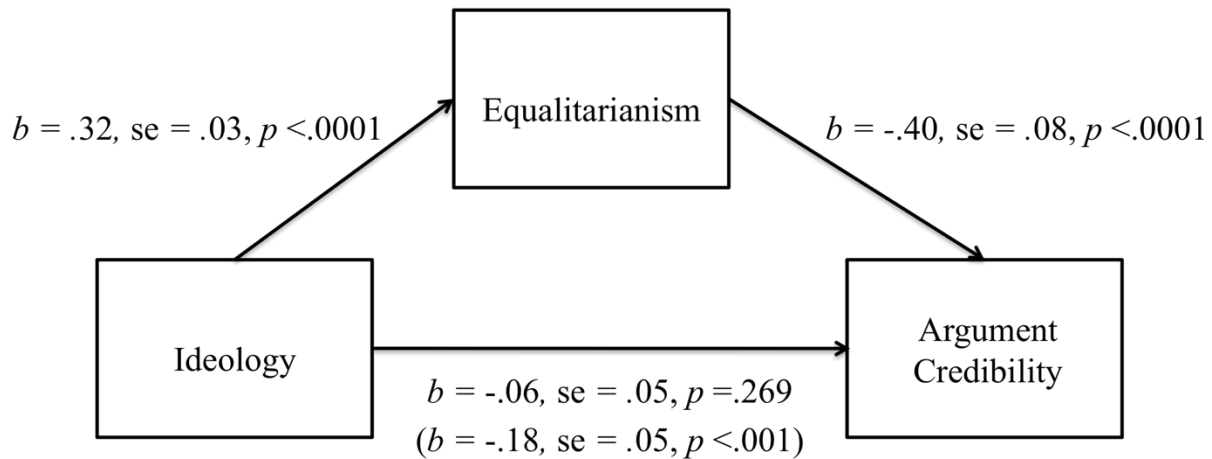 Equalitarianism
b = .32, se = .03, p <.0001
b = -.40, se = .08, p <.0001
Ideology
Argument
Credibility
b = -.06, se = .05, p =.269
(b = -.18, se = .05, p <.001)